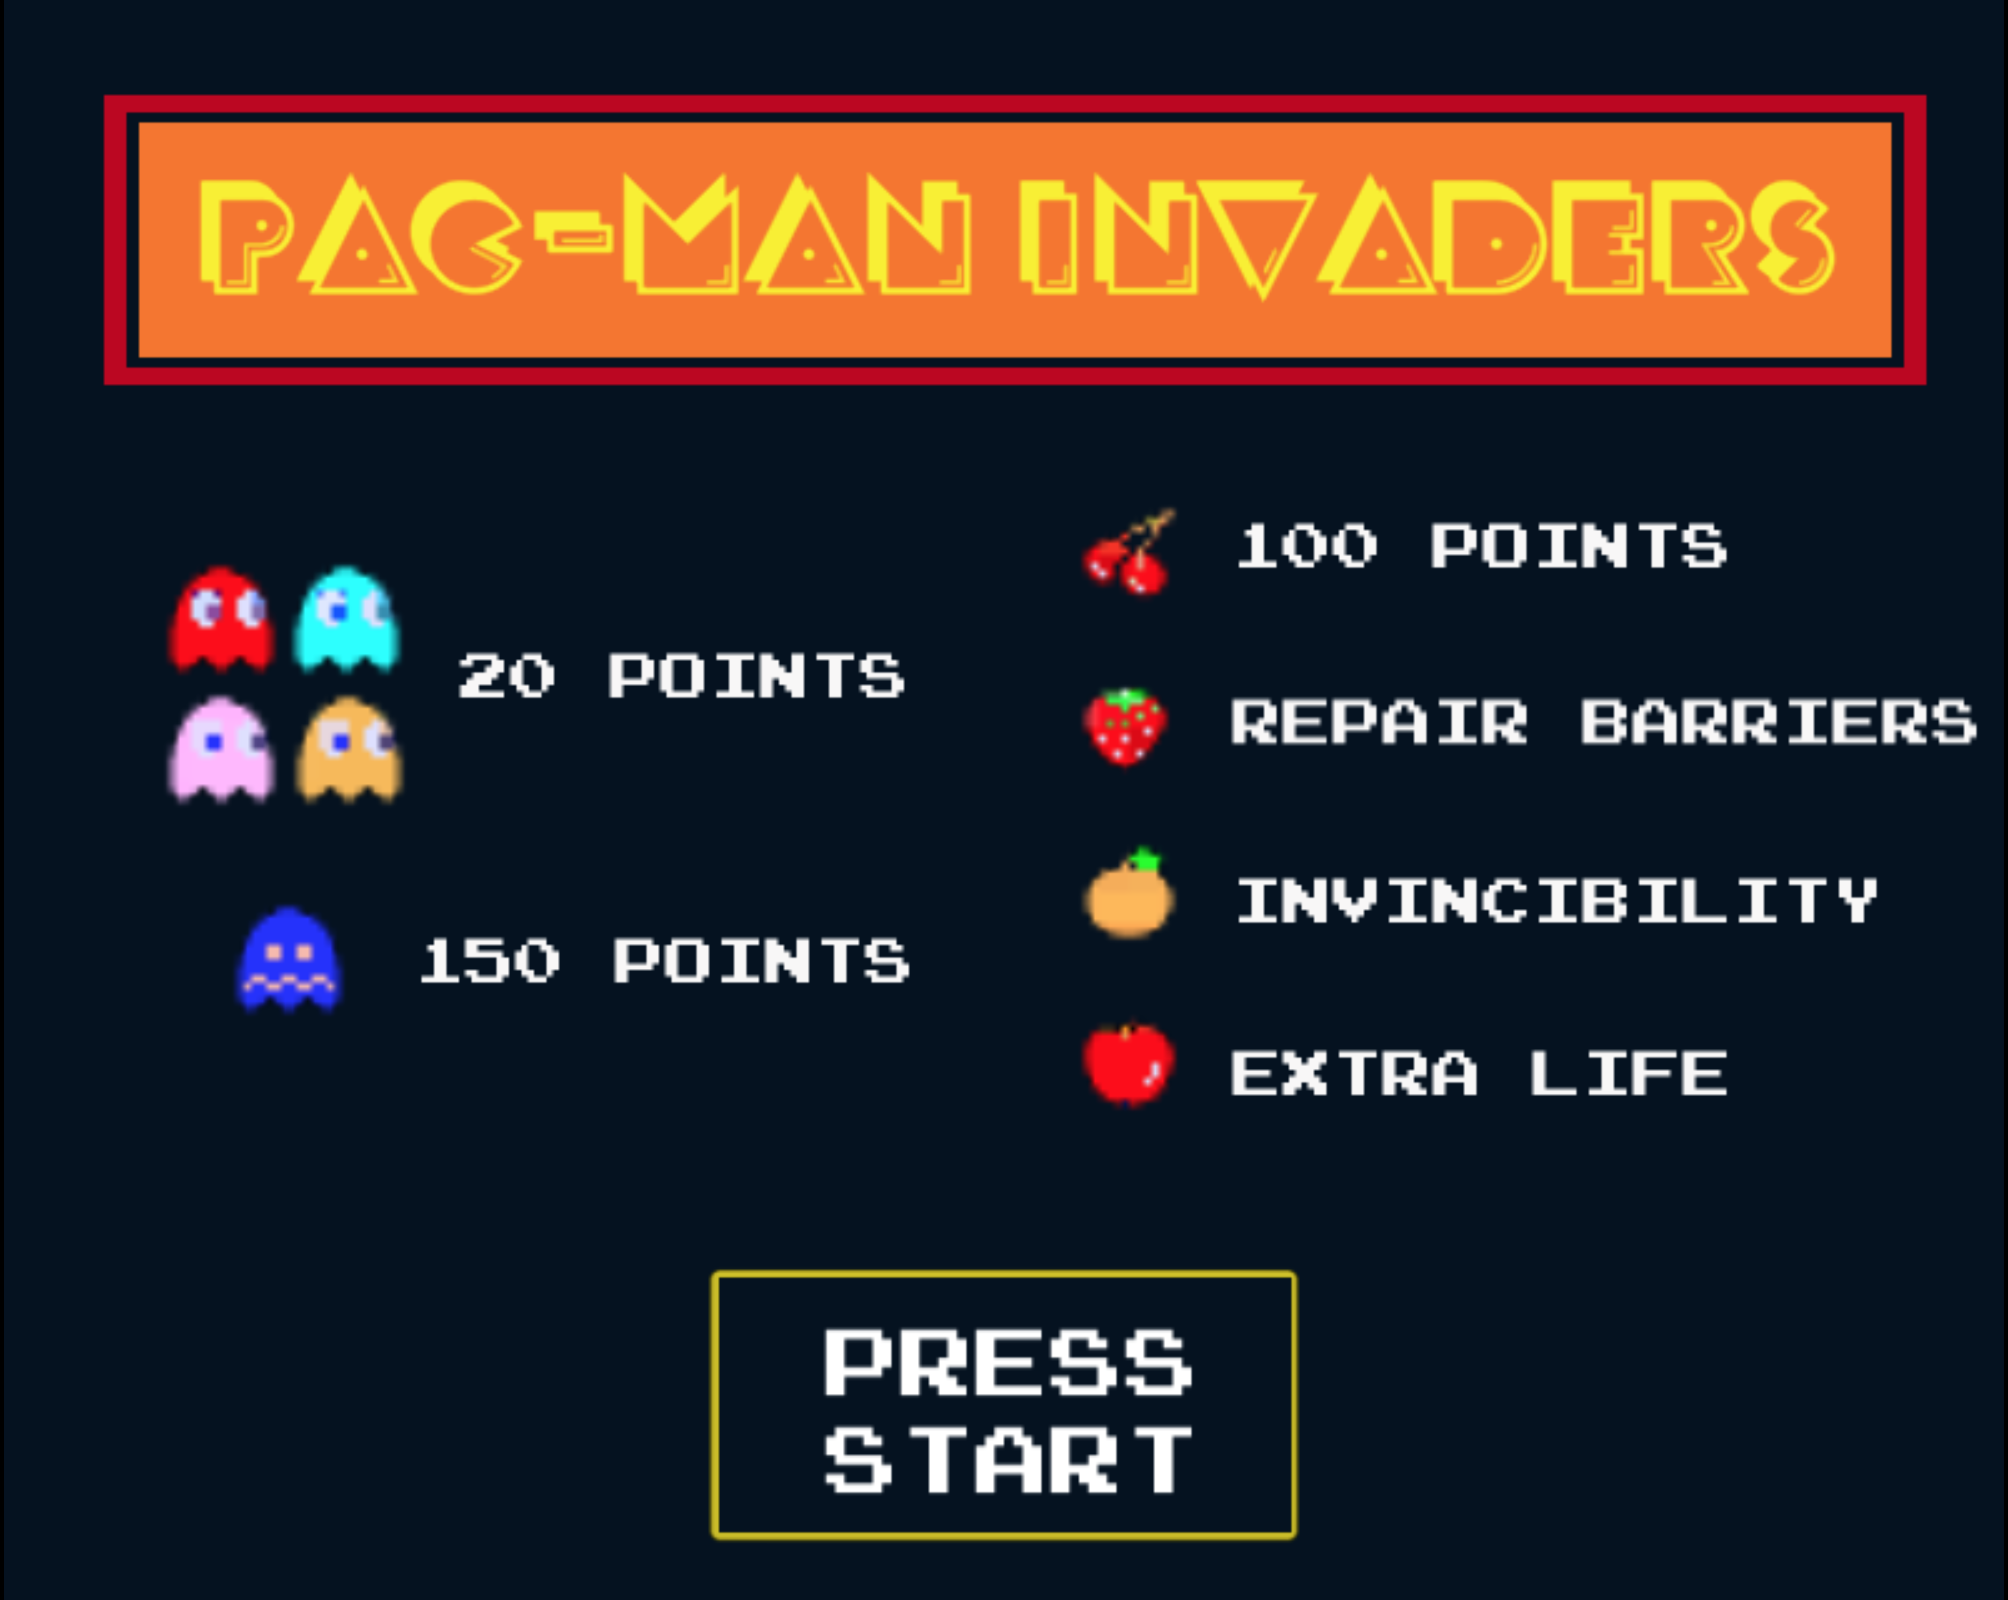 PAC-MAN INVADERS
20 POINTS
150 POINTS
100 POINTS
REPAIR BARRIERS
INVINCIBILITY
EXTRA LIFE
PRESS
START